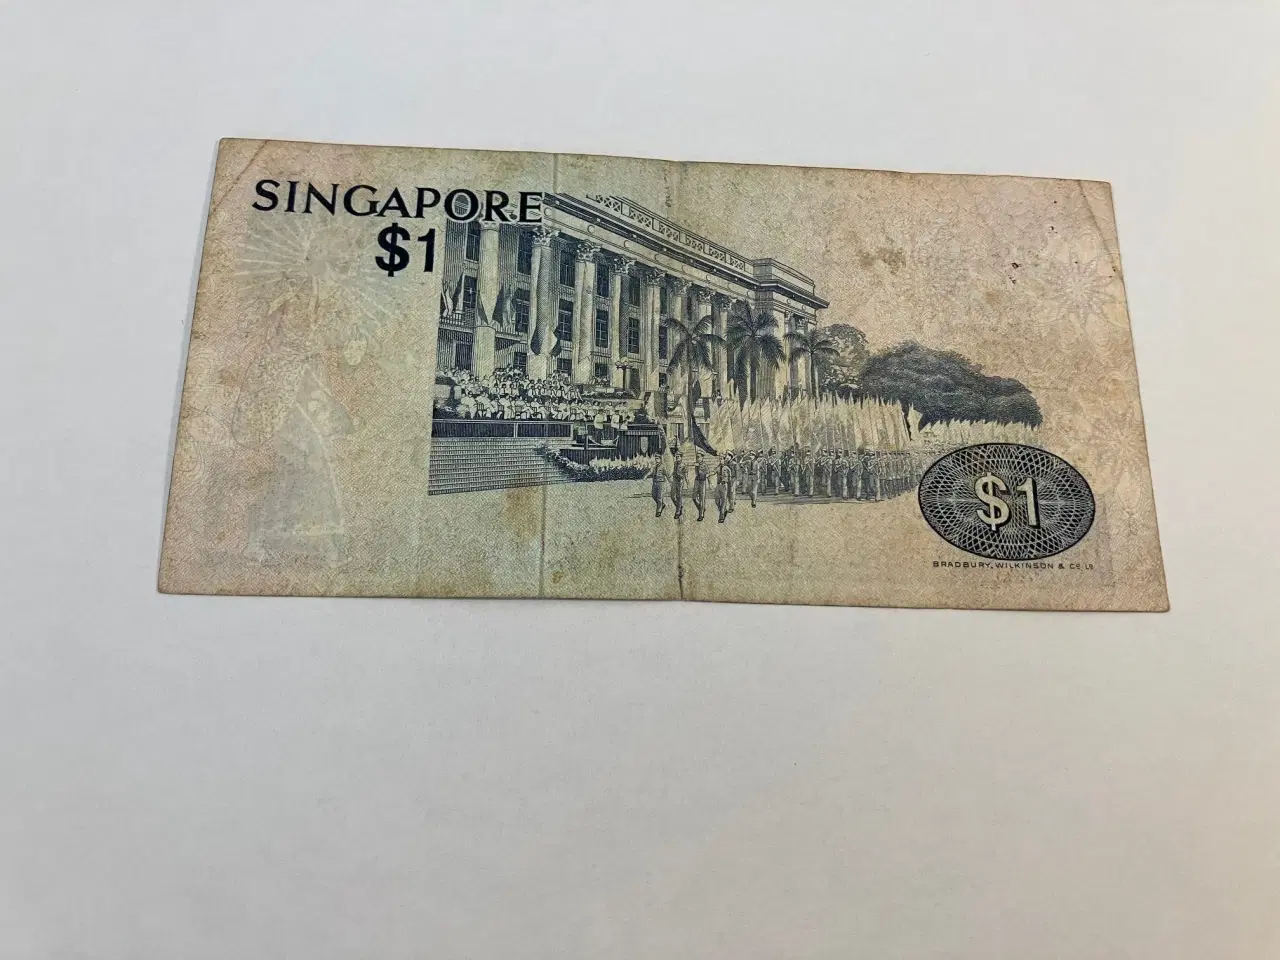 SINGAPORE
$1
$1
BRADBURY, WILKINSON & Cº Lᴰ